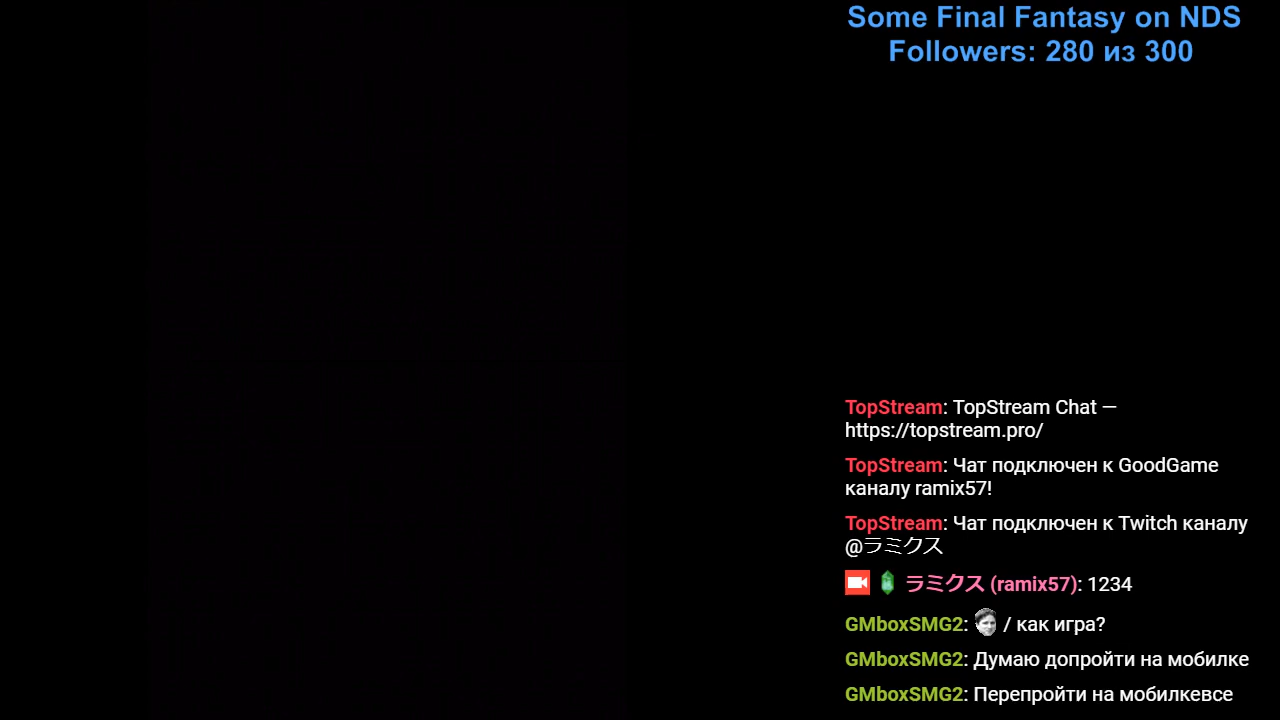 Some Final Fantasy on NDS
Followers: 280 из 300
TopStream: TopStream Chat —
https://topstream.pro/
TopStream: Чат подключен к GoodGame
каналу ramix57!
TopStream: Чат подключен к Twitch каналу
@ラミクス
ラミクス (ramix57): 1234
GMboxSMG2: / как игра?
GMboxSMG2: Думаю допройти на мобилке
GMboxSMG2: Перепройти на мобилкевсе